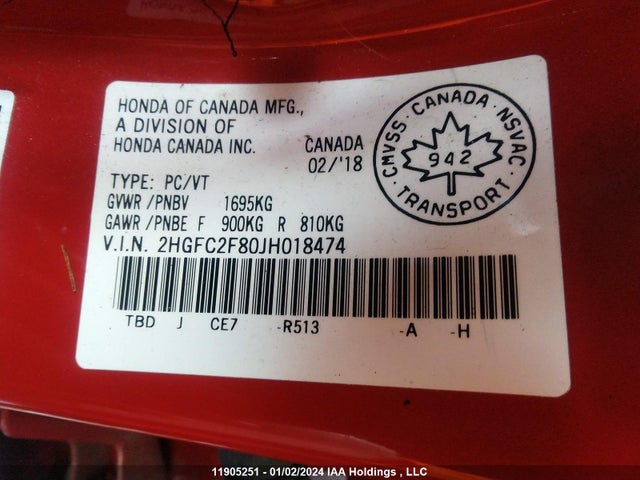 HONDA OF CANADA MFG.,
A DIVISION OF
HONDA CANADA INC.
CANADA
02/'18
TYPE: PC/VT
GVWR/PNBV 1695KG
GAWR/PNBE F 900KG R 810KG
V.I.N. 2HGFC2F80JH018474
TBD J CE7 -R513 -A -H
CMVSS · CANADA · NSVAC
942
TRANSPORT
11905251 - 01/02/2024 IAA Holdings , LLC